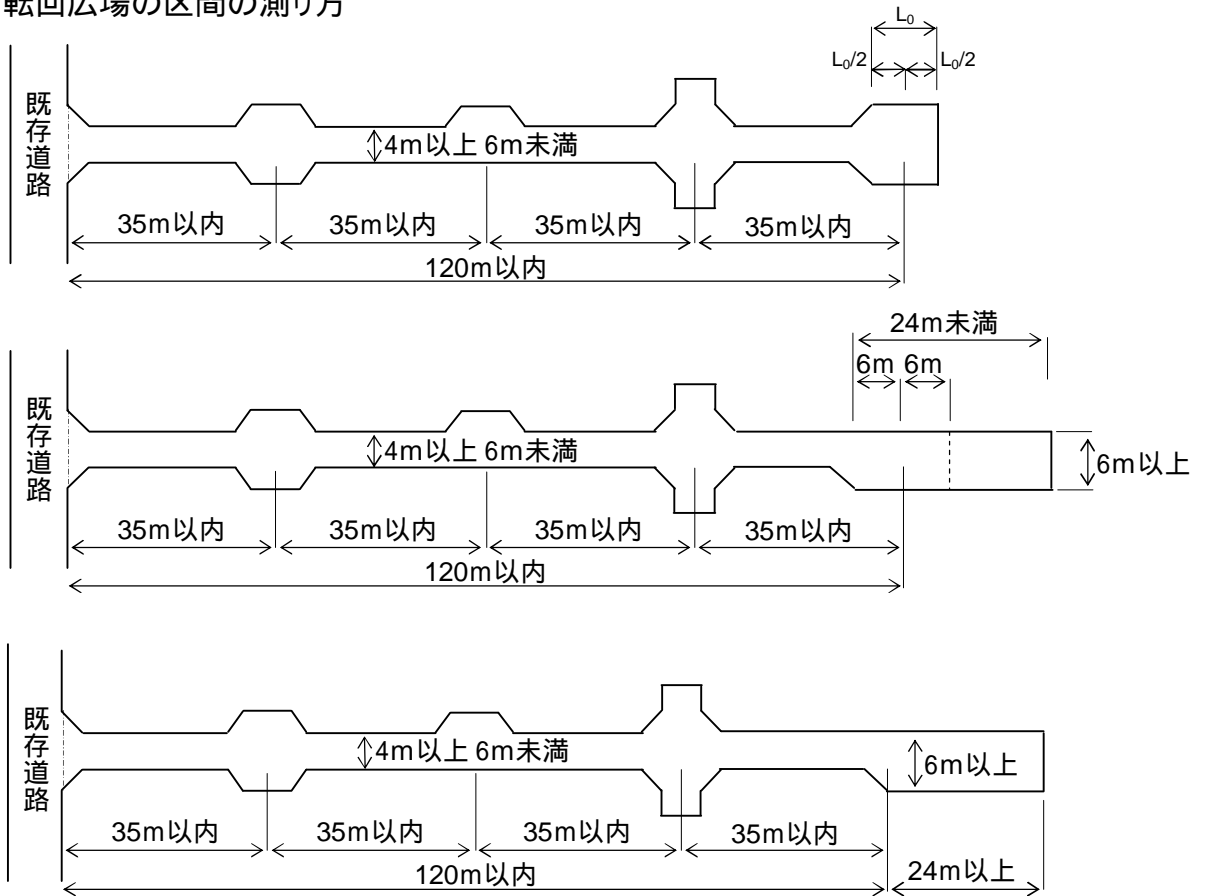 転回広場の区間の測り方
L₀
L₀/2
L₀/2
既存道路
4m以上 6m未満
35m以内
35m以内
35m以内
35m以内
120m以内
24m未満
6m
6m
既存道路
4m以上 6m未満
6m以上
35m以内
35m以内
35m以内
35m以内
120m以内
既存道路
4m以上 6m未満
6m以上
35m以内
35m以内
35m以内
35m以内
120m以内
24m以上